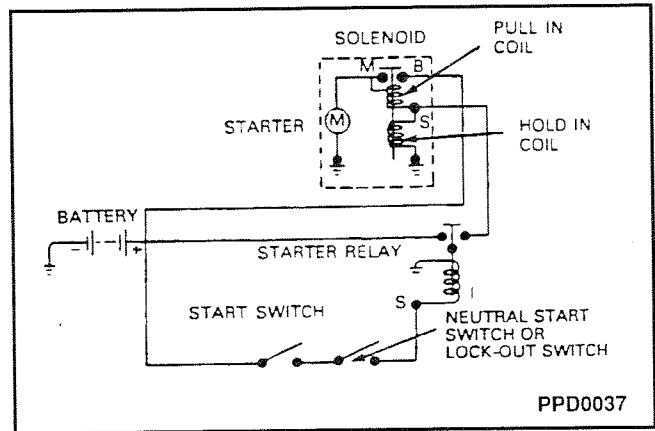 SOLENOID
PULL IN
COIL
M
B
STARTER
M
S
HOLD IN
COIL
BATTERY
- +
STARTER RELAY
START SWITCH
S
I
NEUTRAL START
SWITCH OR
LOCK-OUT SWITCH
PPD0037